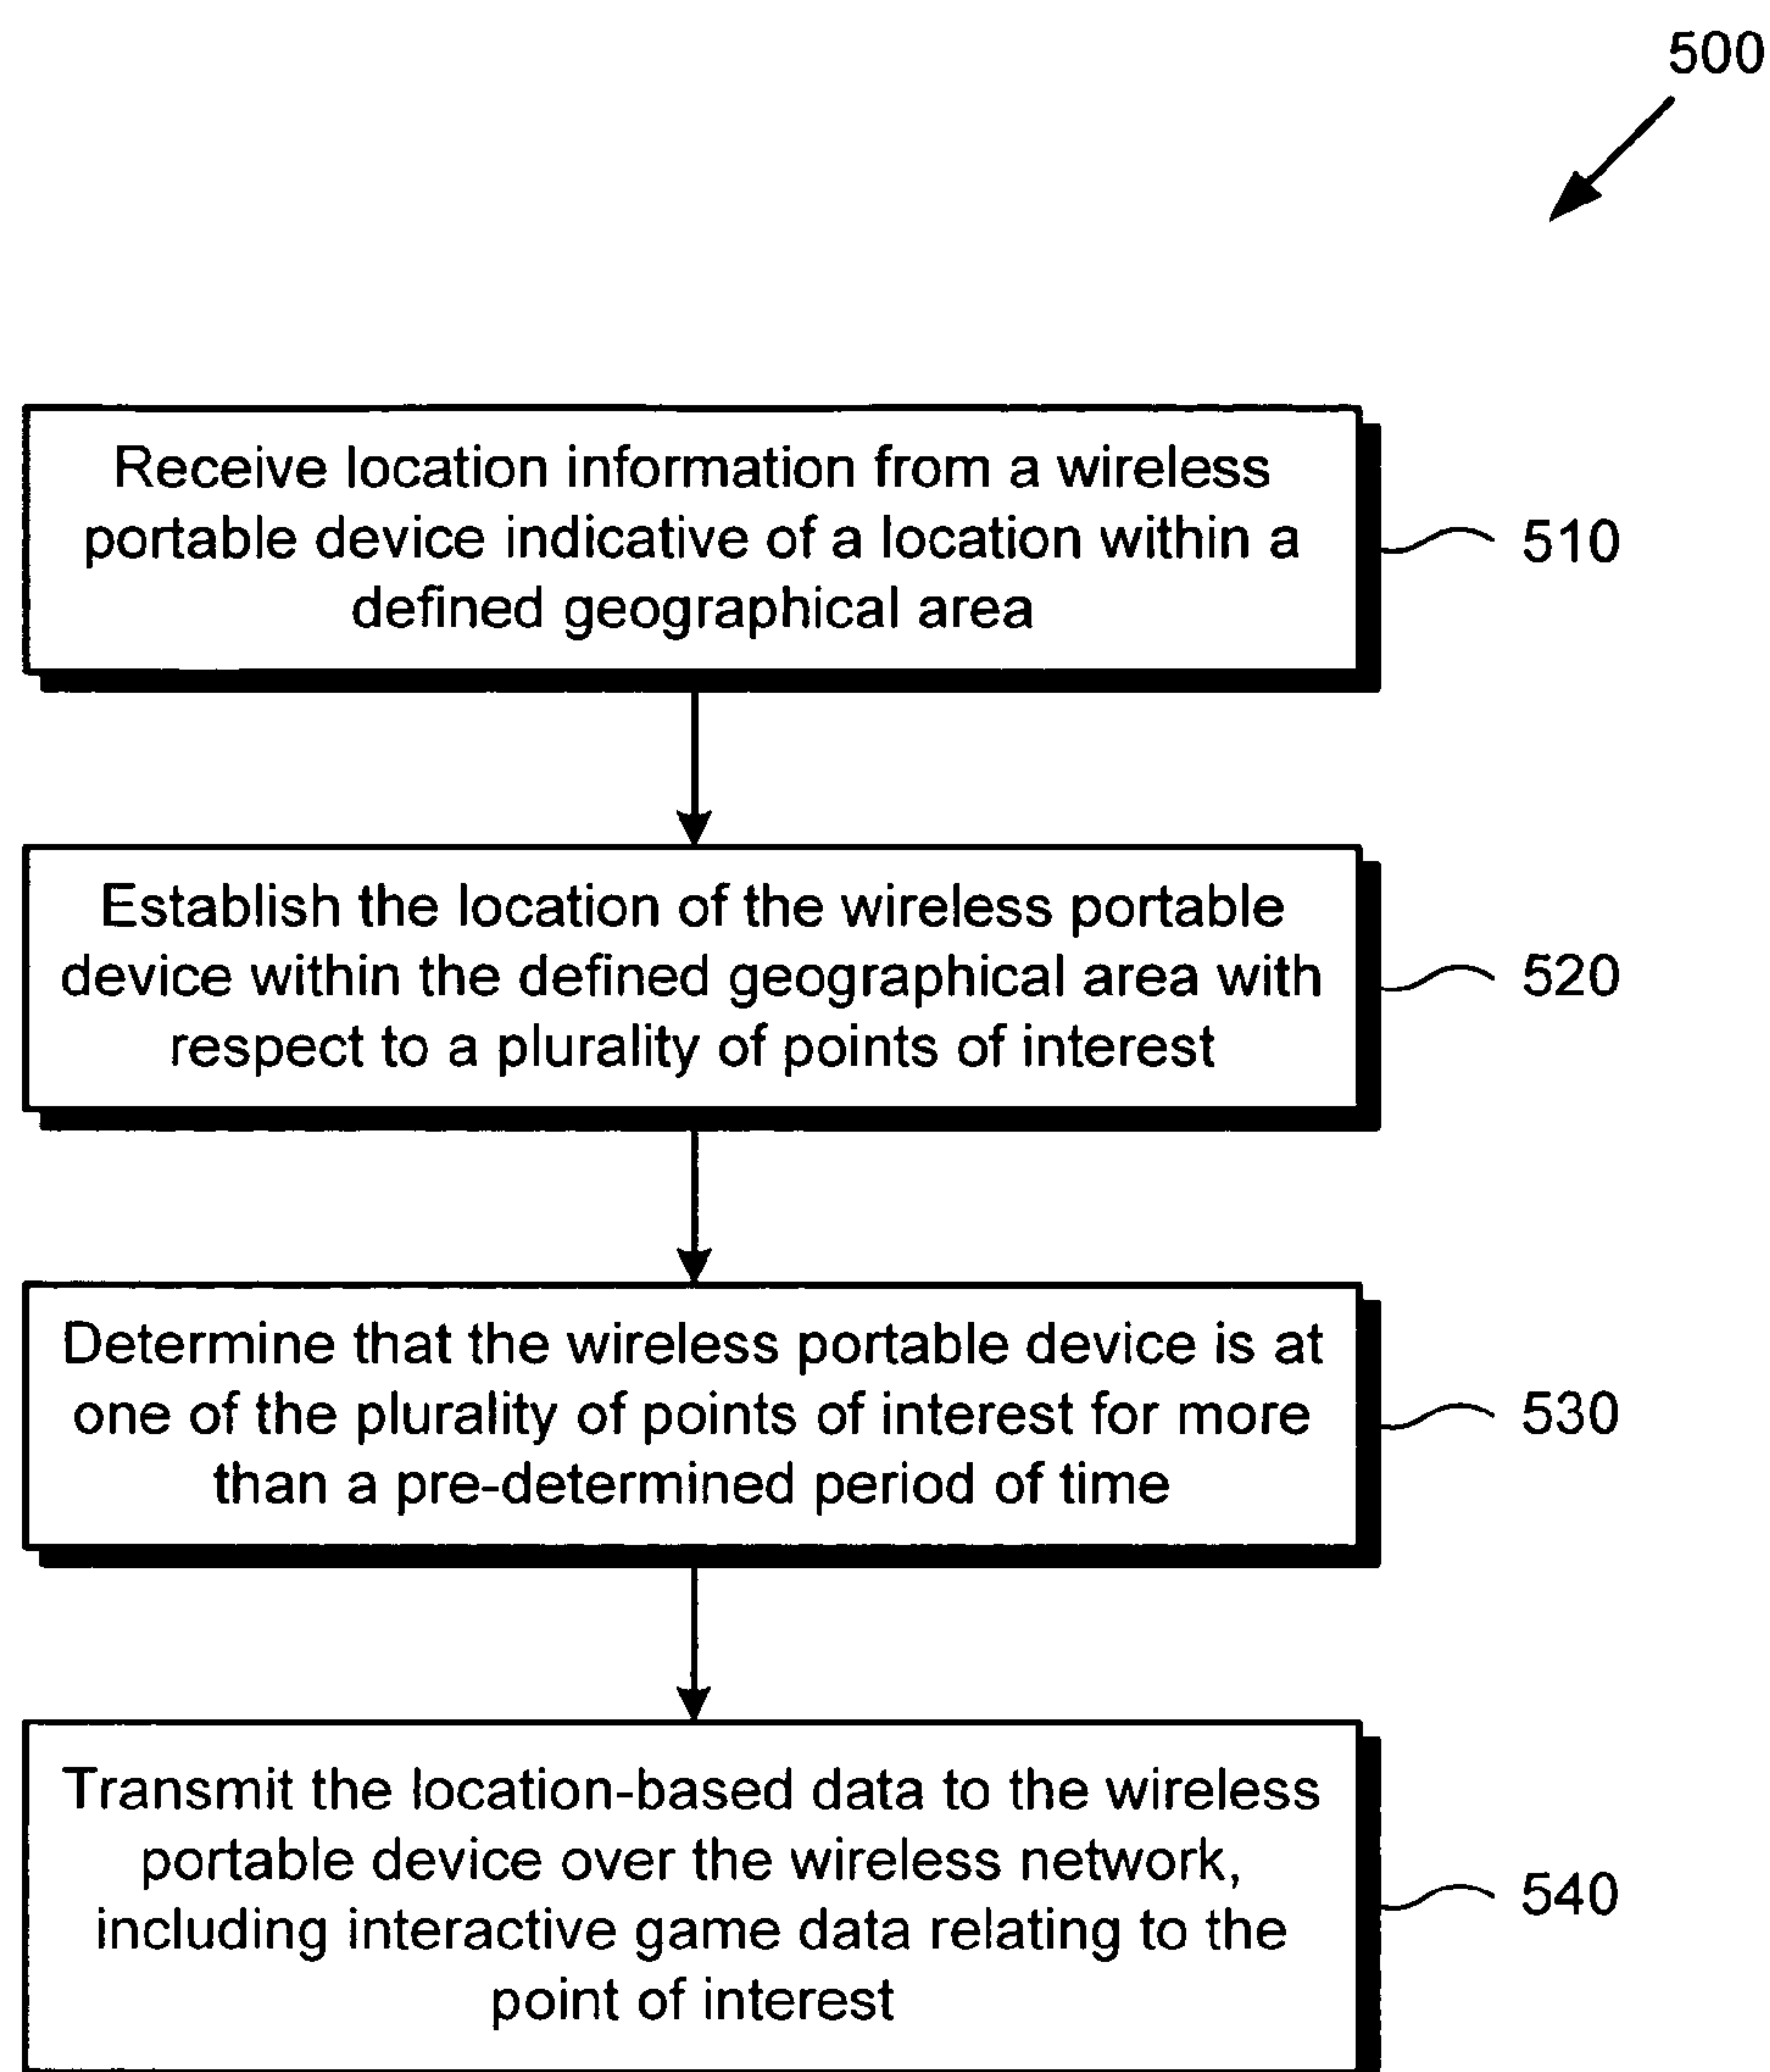 500
Receive location information from a wireless
portable device indicative of a location within a
defined geographical area
510
Establish the location of the wireless portable
device within the defined geographical area with
respect to a plurality of points of interest
520
Determine that the wireless portable device is at
one of the plurality of points of interest for more
than a pre-determined period of time
530
Transmit the location-based data to the wireless
portable device over the wireless network,
including interactive game data relating to the
point of interest
540